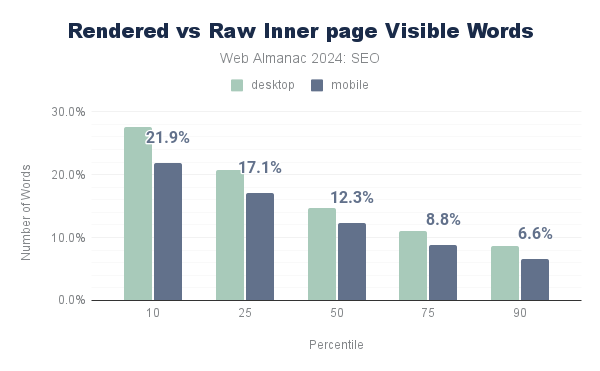 Rendered vs Raw Inner page Visible Words
Web Almanac 2024: SEO
desktop mobile
30.0%
20.0%
10.0%
0.0%
Number of Words
21.9%
17.1%
12.3%
8.8%
6.6%
10 25 50 75 90
Percentile